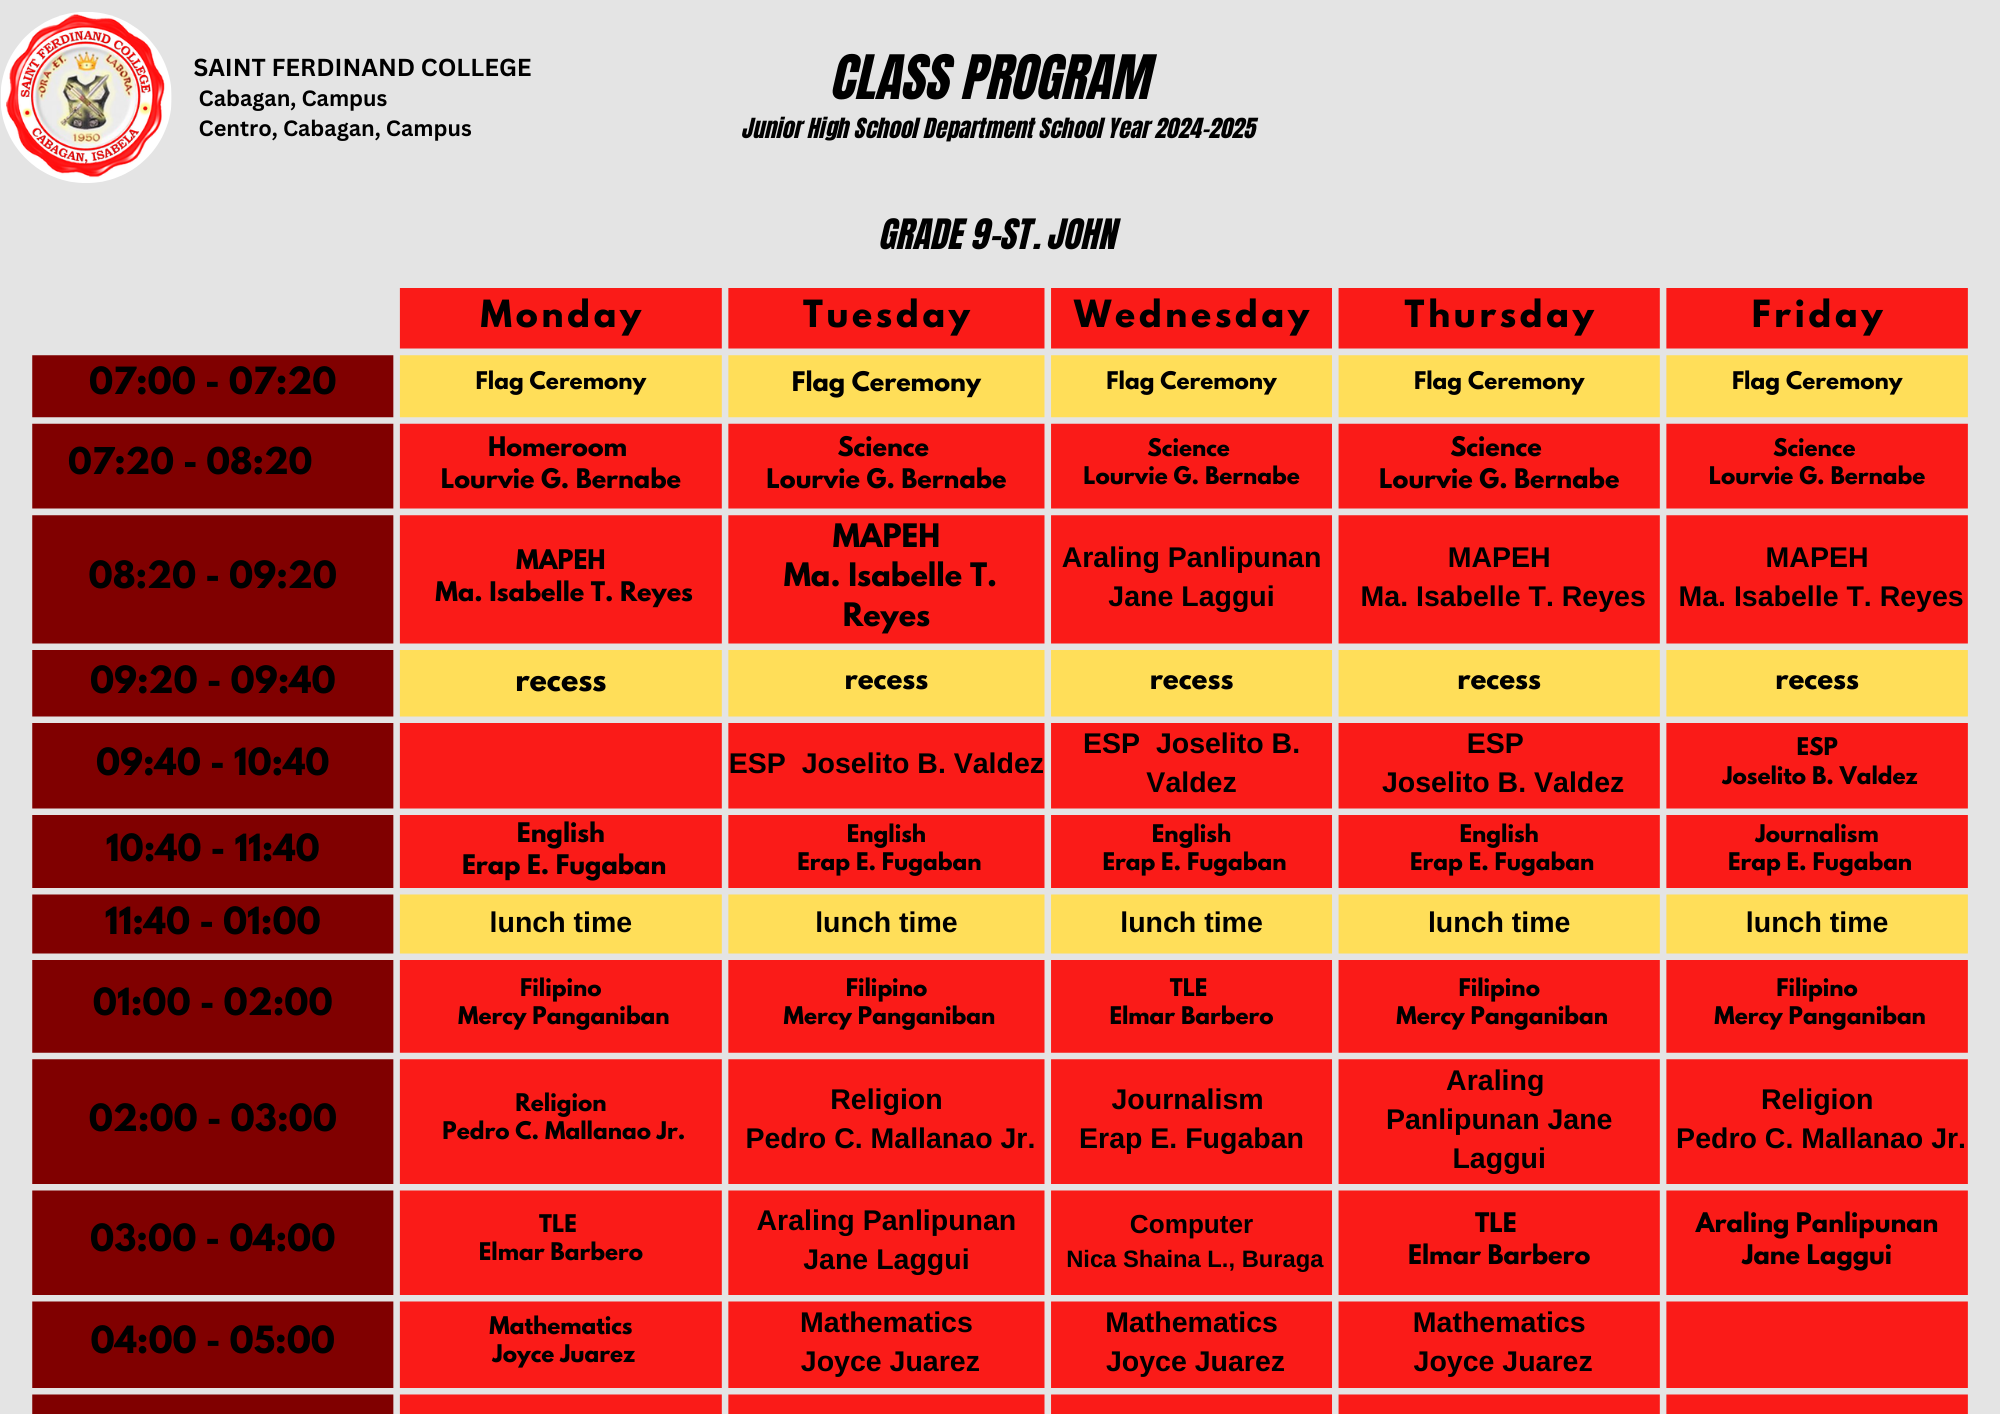 SAINT FERDINAND COLLEGE
ORA ET LABORA
1950
CABAGAN, ISABELA
SAINT FERDINAND COLLEGE
Cabagan, Campus
Centro, Cabagan, Campus
CLASS PROGRAM
Junior High School Department School Year 2024-2025
GRADE 9-ST. JOHN
Monday Tuesday Wednesday Thursday Friday
07:00 - 07:20
Flag Ceremony
Flag Ceremony
Flag Ceremony
Flag Ceremony
Flag Ceremony
07:20 - 08:20
Homeroom
Lourvie G. Bernabe
Science
Lourvie G. Bernabe
Science
Lourvie G. Bernabe
Science
Lourvie G. Bernabe
Science
Lourvie G. Bernabe
08:20 - 09:20
MAPEH
Ma. Isabelle T. Reyes
MAPEH
Ma. Isabelle T.
Reyes
Araling Panlipunan
Jane Laggui
MAPEH
Ma. Isabelle T. Reyes
MAPEH
Ma. Isabelle T. Reyes
09:20 - 09:40
recess
recess
recess
recess
recess
09:40 - 10:40
ESP  Joselito B. Valdez
ESP  Joselito B.
Valdez
ESP
Joselito B. Valdez
ESP
Joselito B. Valdez
10:40 - 11:40
English
Erap E. Fugaban
English
Erap E. Fugaban
English
Erap E. Fugaban
English
Erap E. Fugaban
Journalism
Erap E. Fugaban
11:40 - 01:00
lunch time
lunch time
lunch time
lunch time
lunch time
01:00 - 02:00
Filipino
Mercy Panganiban
Filipino
Mercy Panganiban
TLE
Elmar Barbero
Filipino
Mercy Panganiban
Filipino
Mercy Panganiban
02:00 - 03:00
Religion
Pedro C. Mallanao Jr.
Religion
Pedro C. Mallanao Jr.
Journalism
Erap E. Fugaban
Araling
Panlipunan Jane
Laggui
Religion
Pedro C. Mallanao Jr.
03:00 - 04:00
TLE
Elmar Barbero
Araling Panlipunan
Jane Laggui
Computer
Nica Shaina L., Buraga
TLE
Elmar Barbero
Araling Panlipunan
Jane Laggui
04:00 - 05:00
Mathematics
Joyce Juarez
Mathematics
Joyce Juarez
Mathematics
Joyce Juarez
Mathematics
Joyce Juarez